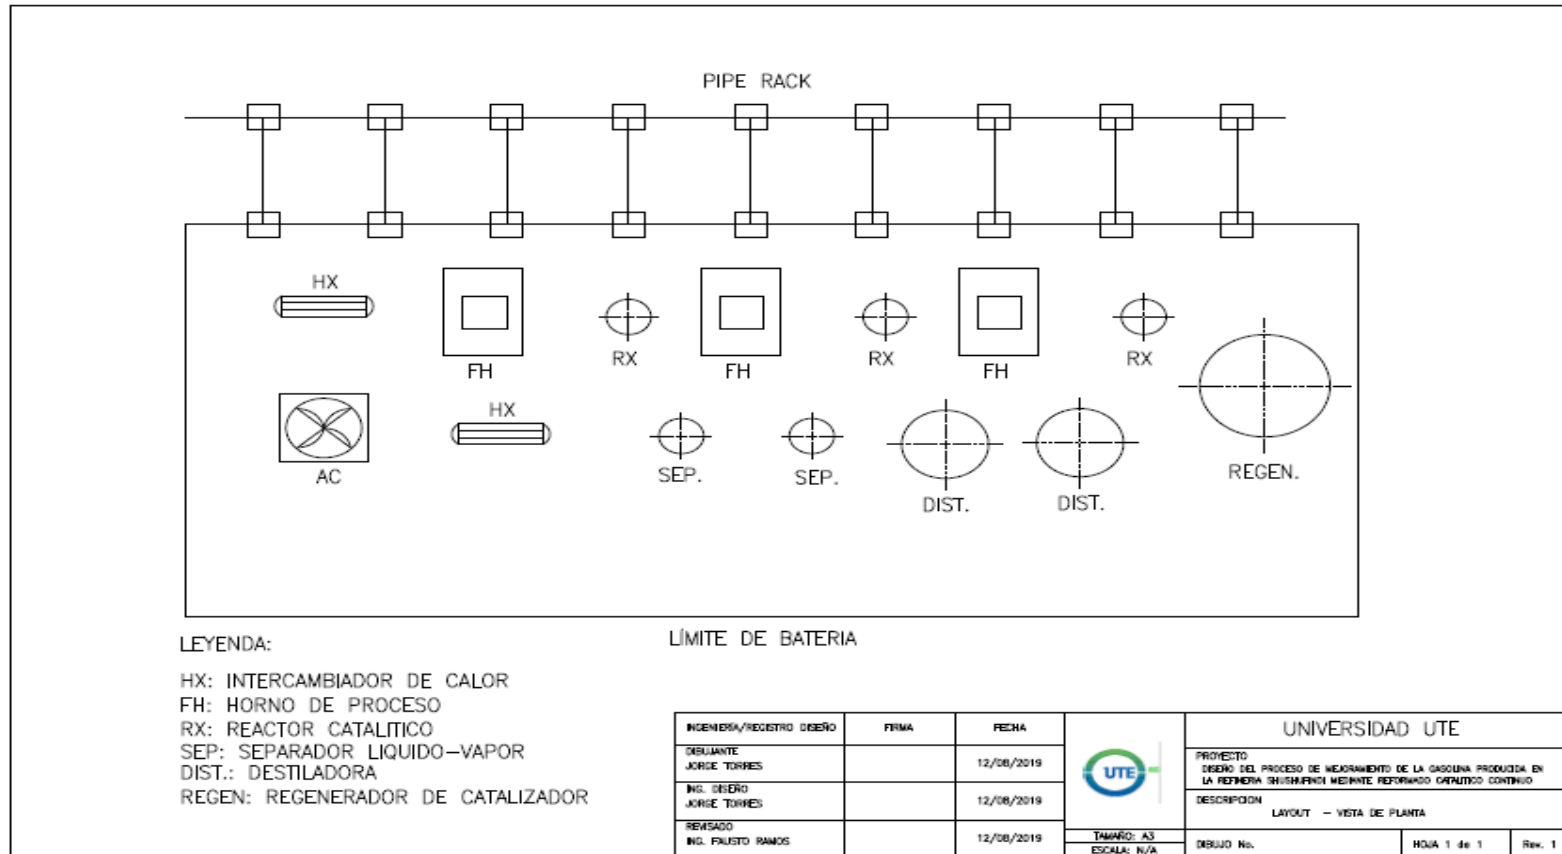 PIPE RACK
HX
FH
RX
FH
RX
FH
RX
AC
HX
SEP.
SEP.
DIST.
DIST.
REGEN.
LÍMITE DE BATERIA
LEYENDA:
HX: INTERCAMBIADOR DE CALOR
FH: HORNO DE PROCESO
RX: REACTOR CATALITICO
SEP: SEPARADOR LIQUIDO-VAPOR
DIST.: DESTILADORA
REGEN: REGENERADOR DE CATALIZADOR
INGENIERÍA/REGISTRO DISEÑO FIRMA FECHA
DIBUJANTE
JORGE TORRES 12/08/2019
ING. DISEÑO
JORGE TORRES 12/08/2019
REVISADO
ING. FAUSTO RAMOS 12/08/2019
UTE
TAMAÑO: A3
ESCALA: N/A
UNIVERSIDAD UTE
PROYECTO
DISEÑO DEL PROCESO DE MEJORAMIENTO DE LA GASOLINA PRODUCIDA EN
LA REFINERIA SHUSHUFINDI MEDIANTE REFORMADO CATALITICO CONTINUO
DESCRIPCION
LAYOUT - VISTA DE PLANTA
DIBUJO No. HOJA 1 de 1 Rev. 1